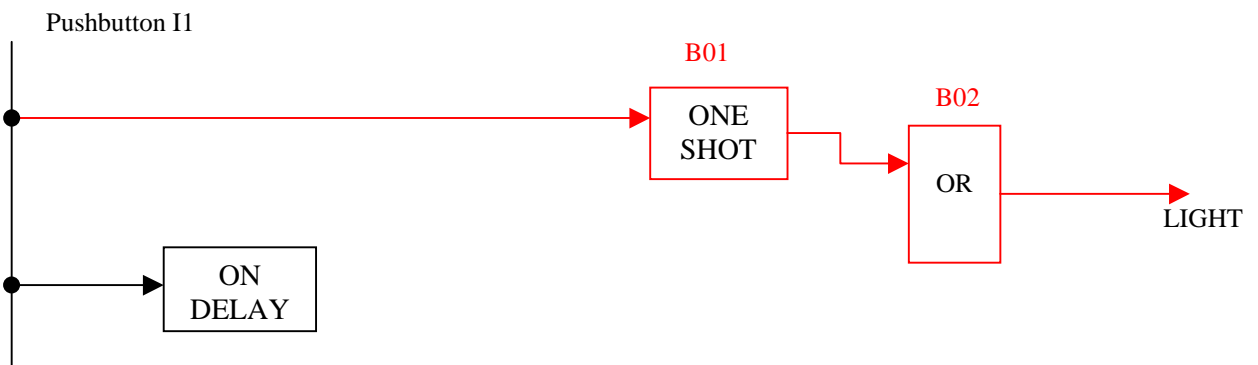 Pushbutton I1
B01
ONE
SHOT
B02
OR
LIGHT
ON
DELAY